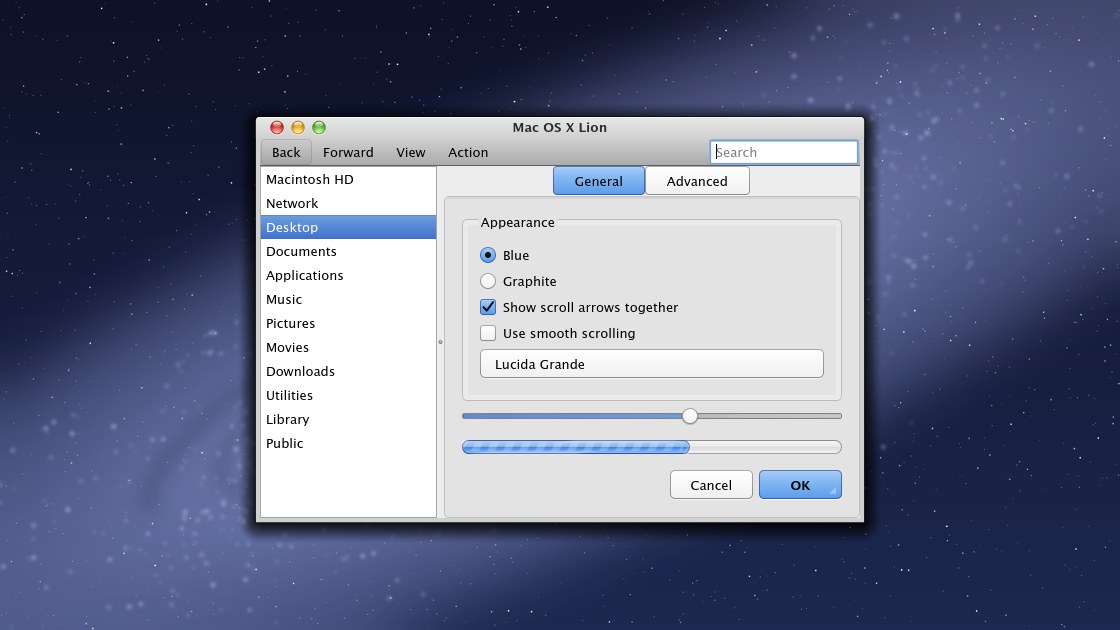 Mac OS X Lion
Back Forward View Action Search
Macintosh HD
Network
Desktop
Documents
Applications
Music
Pictures
Movies
Downloads
Utilities
Library
Public
General Advanced
Appearance
Blue
Graphite
Show scroll arrows together
Use smooth scrolling
Lucida Grande
Cancel OK